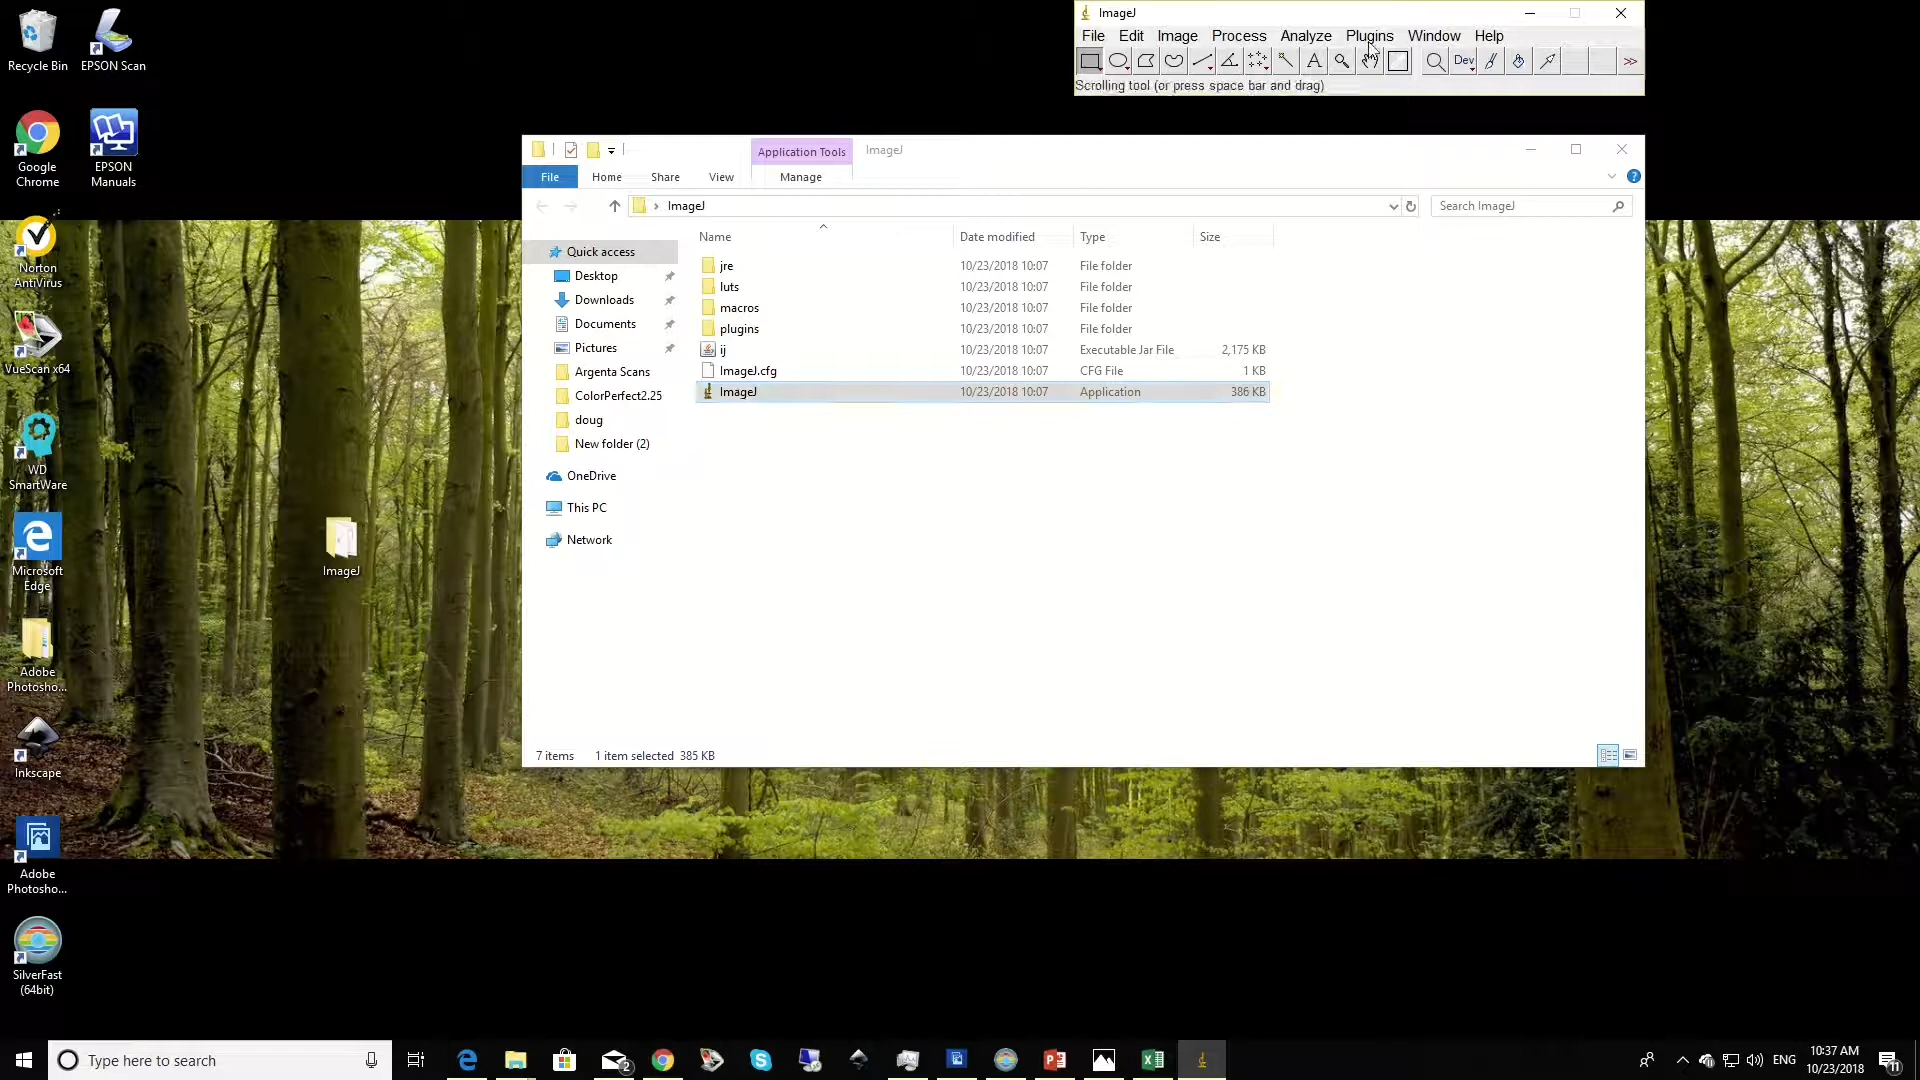 Recycle Bin
EPSON Scan
Google
Chrome
EPSON
Manuals
Norton
AntiVirus
VueScan x64
WD
SmartWare
Microsoft
Edge
Adobe
Photosho...
Inkscape
Adobe
Photosho...
SilverFast
(64bit)
ImageJ
ImageJ
File Edit Image Process Analyze Plugins Window Help
Dev
>>
Scrolling tool (or press space bar and drag)
Application Tools ImageJ
File Home Share View Manage
ImageJ
Search ImageJ
Name Date modified Type Size
Quick access
Desktop
Downloads
Documents
Pictures
Argenta Scans
ColorPerfect2.25
doug
New folder (2)
OneDrive
This PC
Network
jre 10/23/2018 10:07 File folder
luts 10/23/2018 10:07 File folder
macros 10/23/2018 10:07 File folder
plugins 10/23/2018 10:07 File folder
ij 10/23/2018 10:07 Executable Jar File 2,175 KB
ImageJ.cfg 10/23/2018 10:07 CFG File 1 KB
ImageJ 10/23/2018 10:07 Application 386 KB
7 items 1 item selected 385 KB
Type here to search
2
ENG
10:37 AM
10/23/2018
11